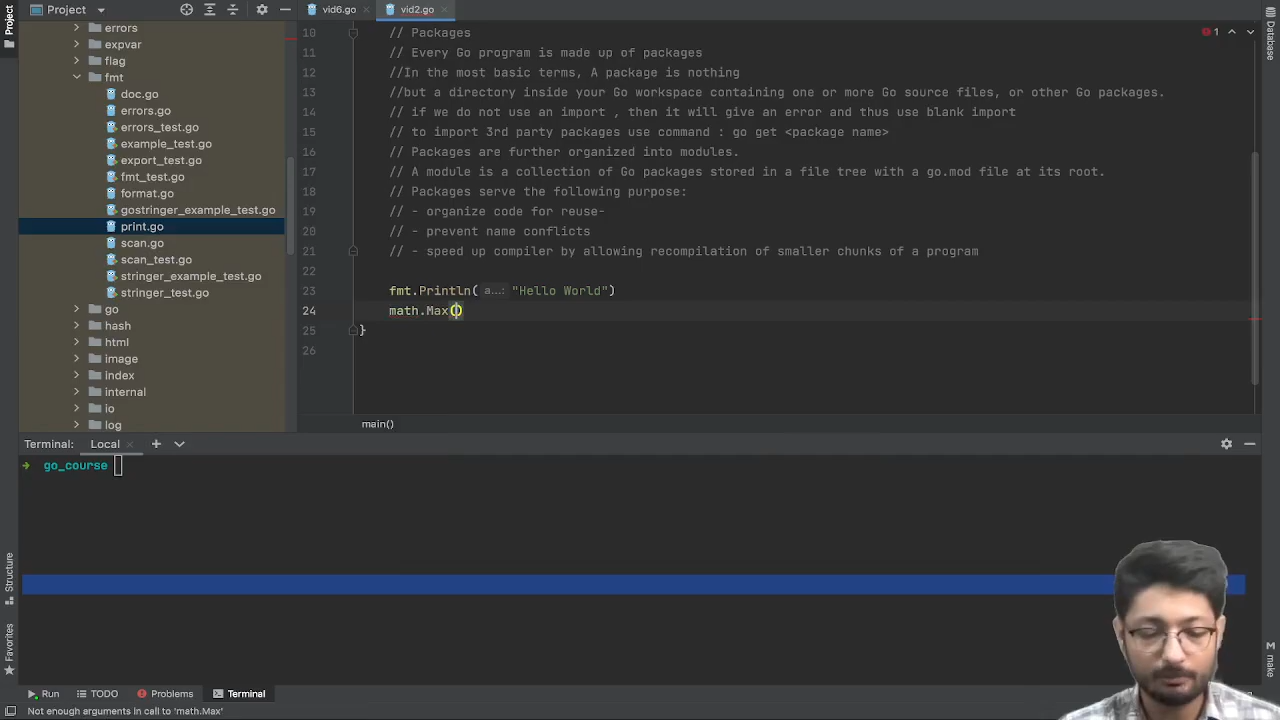 Project
vid6.go
vid2.go
Project
Structure
Favorites
Database
make
errors
expvar
flag
fmt
doc.go
errors.go
errors_test.go
example_test.go
export_test.go
fmt_test.go
format.go
gostringer_example_test.go
print.go
scan.go
scan_test.go
stringer_example_test.go
stringer_test.go
go
hash
html
image
index
internal
io
log
1
10 // Packages
11 // Every Go program is made up of packages
12 //In the most basic terms, A package is nothing
13 //but a directory inside your Go workspace containing one or more Go source files, or other Go packages.
14 // if we do not use an import , then it will give an error and thus use blank import
15 // to import 3rd party packages use command : go get <package name>
16 // Packages are further organized into modules.
17 // A module is a collection of Go packages stored in a file tree with a go.mod file at its root.
18 // Packages serve the following purpose:
19 // - organize code for reuse-
20 // - prevent name conflicts
21 // - speed up compiler by allowing recompilation of smaller chunks of a program
22
23 fmt.Println( a...: "Hello World")
24 math.Max()
25 }
26
main()
Terminal: Local
go_course
Run TODO Problems Terminal
Not enough arguments in call to 'math.Max'